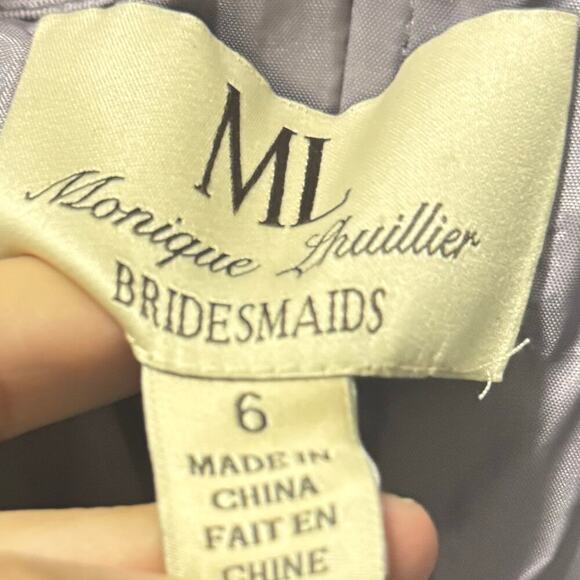 ML
Monique Lhuillier
BRIDESMAIDS
6
MADE IN
CHINA
FAIT EN
CHINE